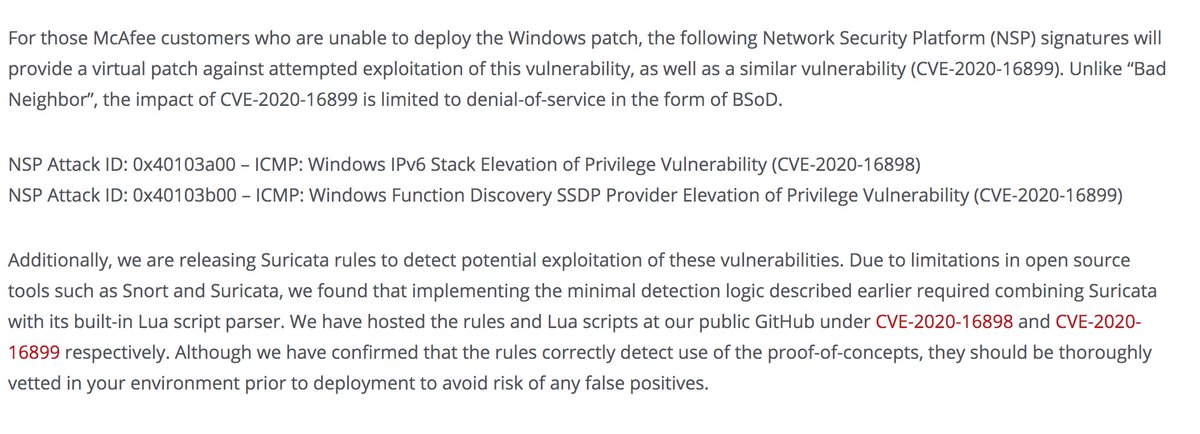 For those McAfee customers who are unable to deploy the Windows patch, the following Network Security Platform (NSP) signatures will
provide a virtual patch against attempted exploitation of this vulnerability, as well as a similar vulnerability (CVE-2020-16899). Unlike “Bad
Neighbor”, the impact of CVE-2020-16899 is limited to denial-of-service in the form of BSoD.
NSP Attack ID: 0x40103a00 – ICMP: Windows IPv6 Stack Elevation of Privilege Vulnerability (CVE-2020-16898)
NSP Attack ID: 0x40103b00 – ICMP: Windows Function Discovery SSDP Provider Elevation of Privilege Vulnerability (CVE-2020-16899)
Additionally, we are releasing Suricata rules to detect potential exploitation of these vulnerabilities. Due to limitations in open source
tools such as Snort and Suricata, we found that implementing the minimal detection logic described earlier required combining Suricata
with its built-in Lua script parser. We have hosted the rules and Lua scripts at our public GitHub under CVE-2020-16898 and CVE-2020-
16899 respectively. Although we have confirmed that the rules correctly detect use of the proof-of-concepts, they should be thoroughly
vetted in your environment prior to deployment to avoid risk of any false positives.